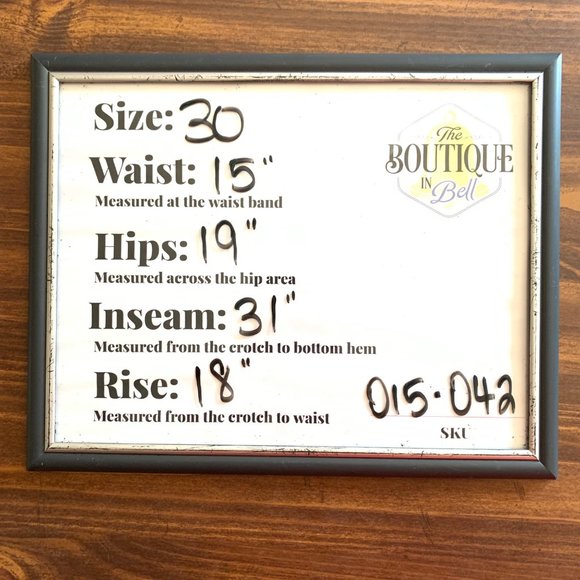 Size: 30
Waist: 15"
Measured at the waist band
Hips: 19"
Measured across the hip area
Inseam: 31"
Measured from the crotch to bottom hem
Rise: 18"
Measured from the crotch to waist
The
BOUTIQUE
IN
Bell
015-042
SKU